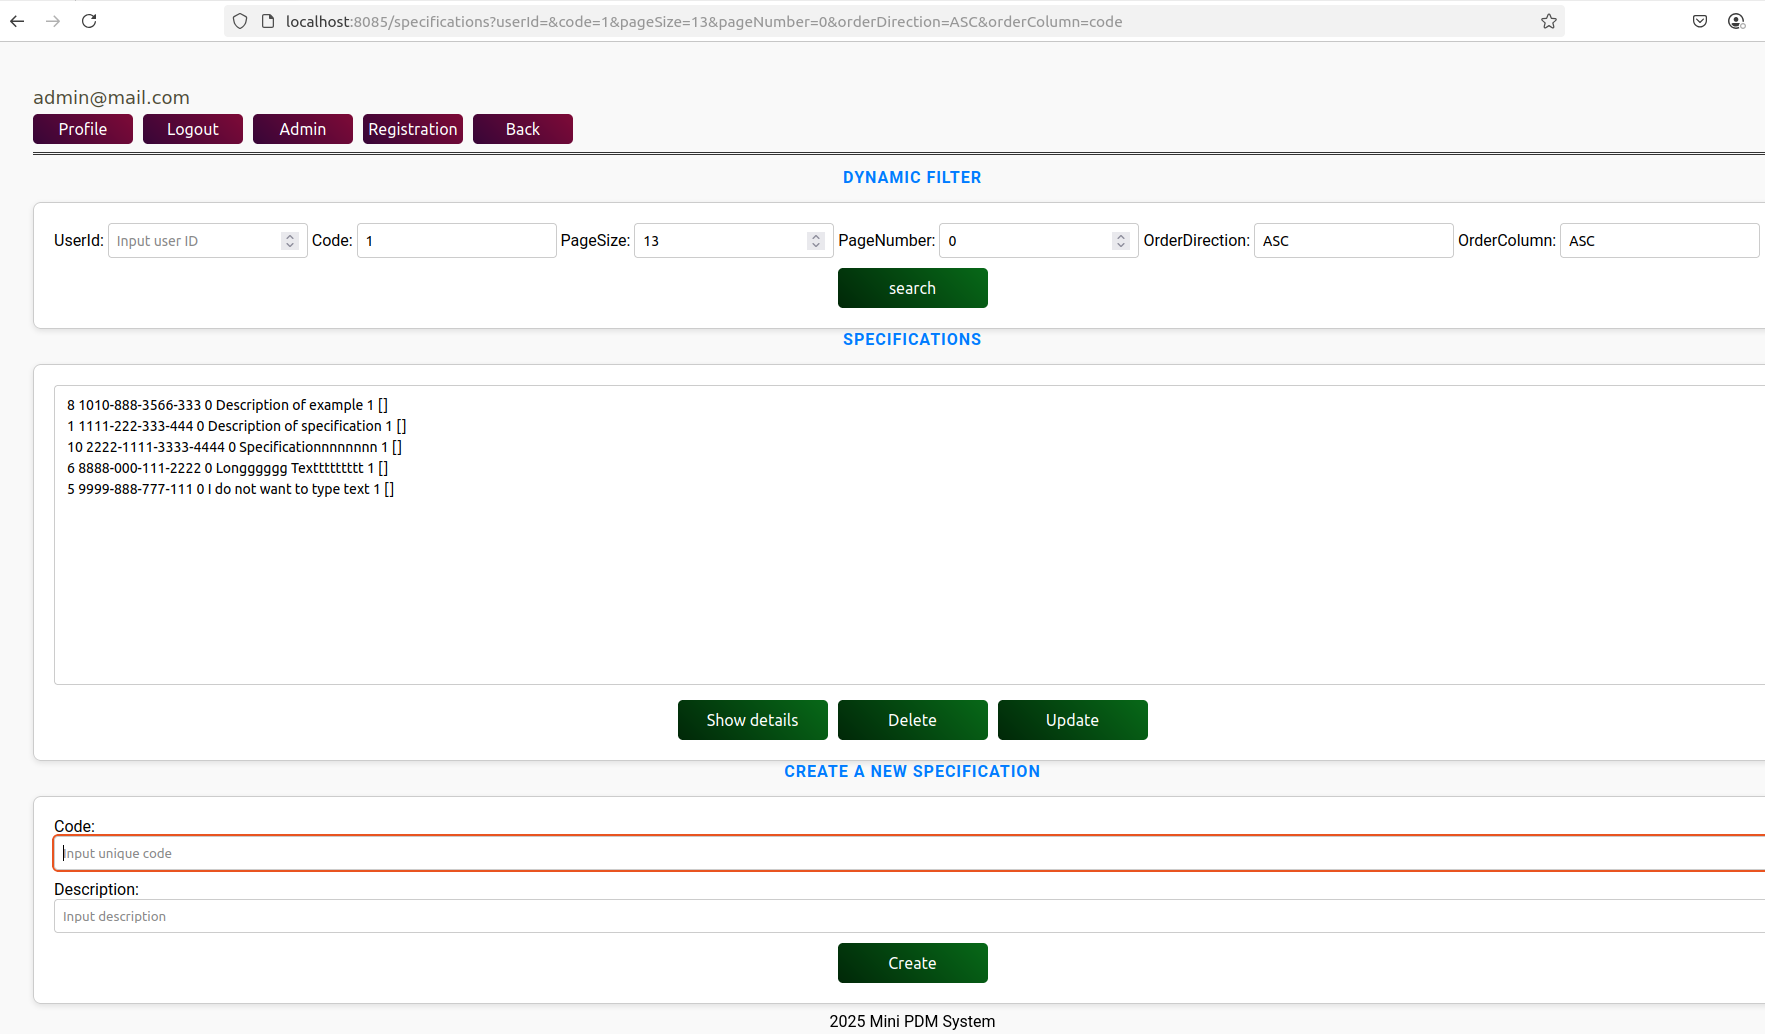 localhost:8085/specifications?userId=&code=1&pageSize=13&pageNumber=0&orderDirection=ASC&orderColumn=code
admin@mail.com
Profile Logout Admin Registration Back
DYNAMIC FILTER
UserId: Input user ID Code: 1 PageSize: 13 PageNumber: 0 OrderDirection: ASC OrderColumn: ASC
search
SPECIFICATIONS
8 1010-888-3566-333 0 Description of example 1 []
1 1111-222-333-444 0 Description of specification 1 []
10 2222-1111-3333-4444 0 Specificationnnnnnnn 1 []
6 8888-000-111-2222 0 Longggggg Texttttttttt 1 []
5 9999-888-777-111 0 I do not want to type text 1 []
Show details Delete Update
CREATE A NEW SPECIFICATION
Code:
Input unique code
Description:
Input description
Create
2025 Mini PDM System